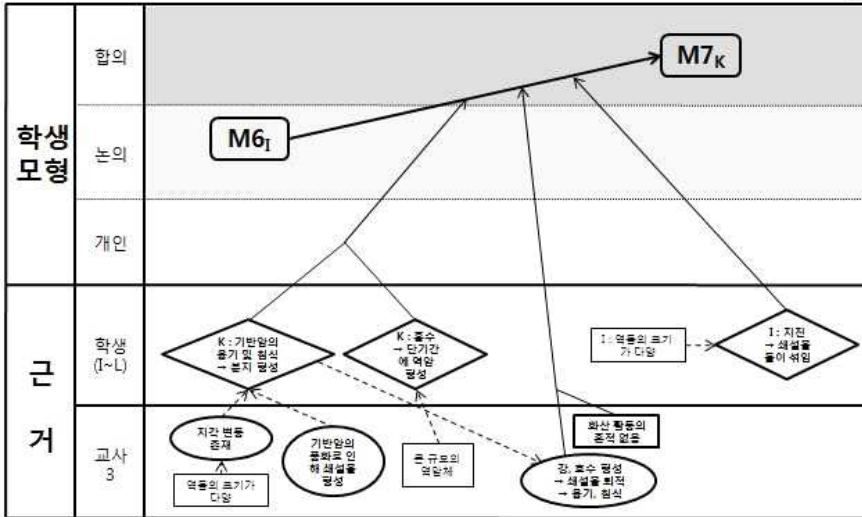 학생
모형
합의
논의
개인
M6I
M7K
근
거
학생
(I~L)
교사
3
K : 기반암의
융기 및 침식
→ 분지 형성
K : 홍수
→ 단기간
에 역암
형성
I : 역들의 크기
가 다양
I : 지진
→ 쇄설물
들이 섞임
지각 변동
존재
역들의 크기가
다양
기반암의
풍화로 인
해 쇄설물
형성
큰 규모의
역암체
화산 활동의
흔적 없음
강, 호수 형성
→ 쇄설물 퇴적
→ 융기, 침식